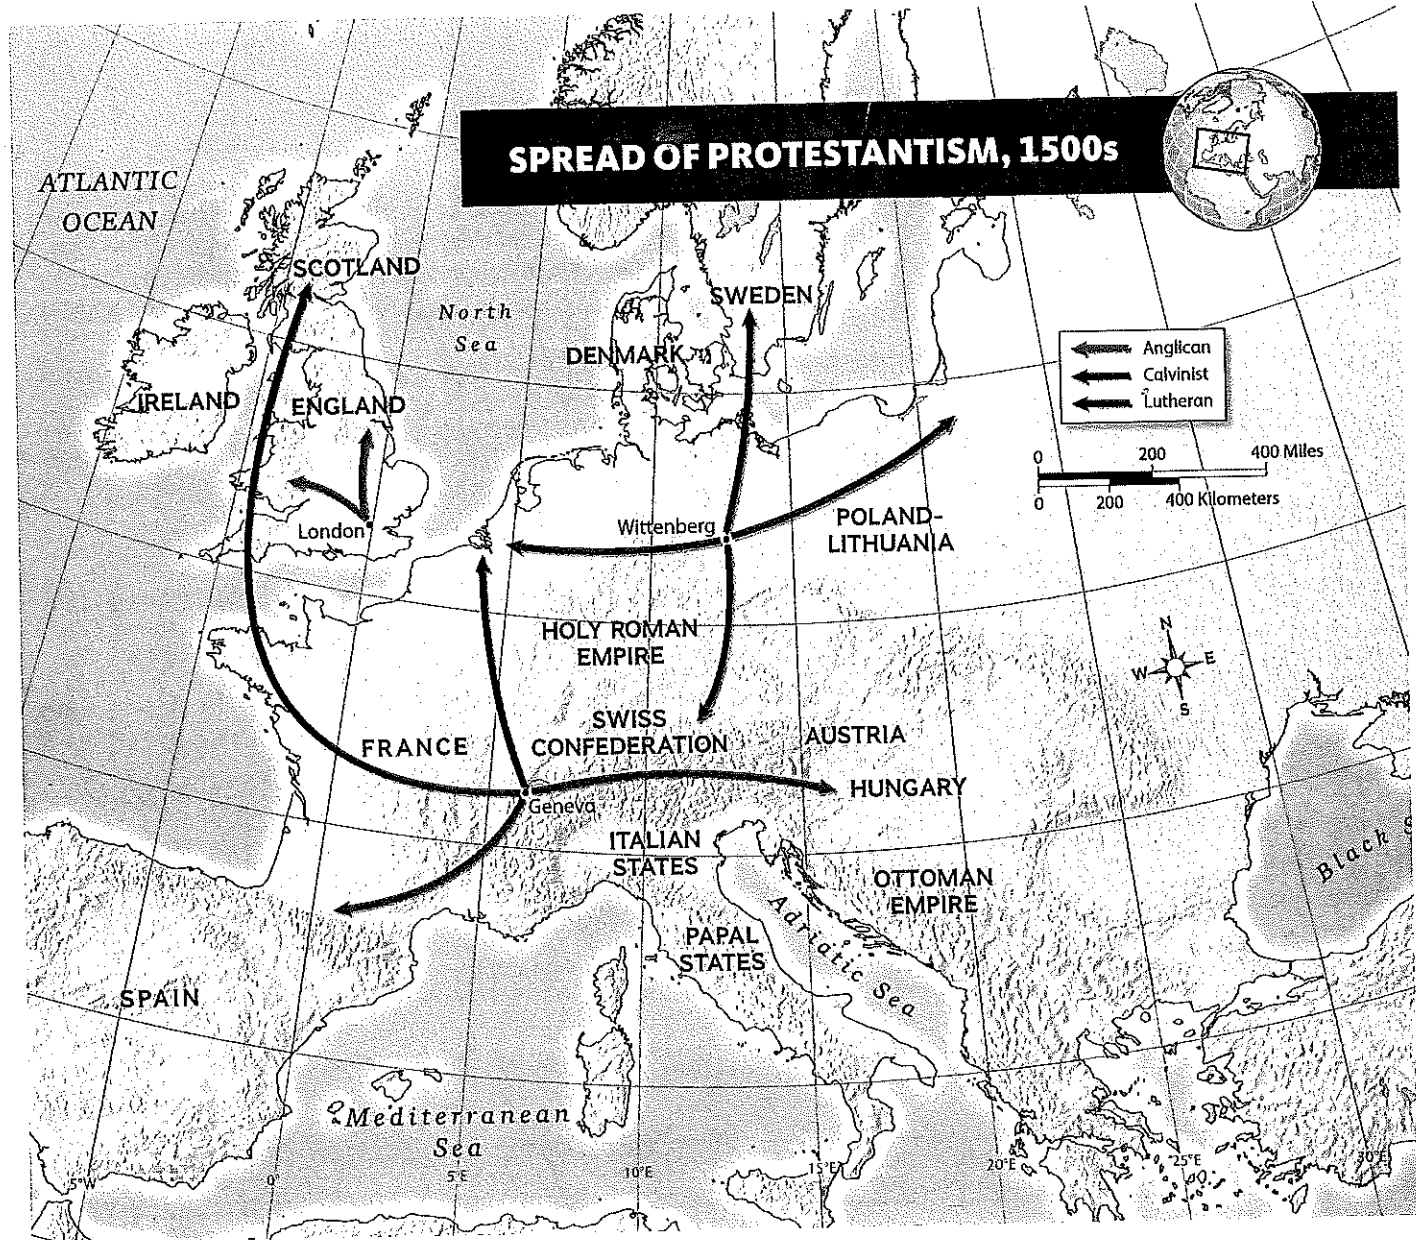 SPREAD OF PROTESTANTISM, 1500s
ATLANTIC
OCEAN
SCOTLAND
North
Sea
SWEDEN
DENMARK
IRELAND
ENGLAND
Anglican
Calvinist
Lutheran
0 200 400 Miles
0 200 400 Kilometers
London
Wittenberg
POLAND-
LITHUANIA
HOLY ROMAN
EMPIRE
N
W E
S
SWISS
CONFEDERATION
FRANCE
AUSTRIA
HUNGARY
Geneva
ITALIAN
STATES
OTTOMAN
EMPIRE
Black S
Adriatic Sea
PAPAL
STATES
SPAIN
Mediterranean
Sea
5°W 0 5°E 10°E 15°E 20°E 25°E 30°E